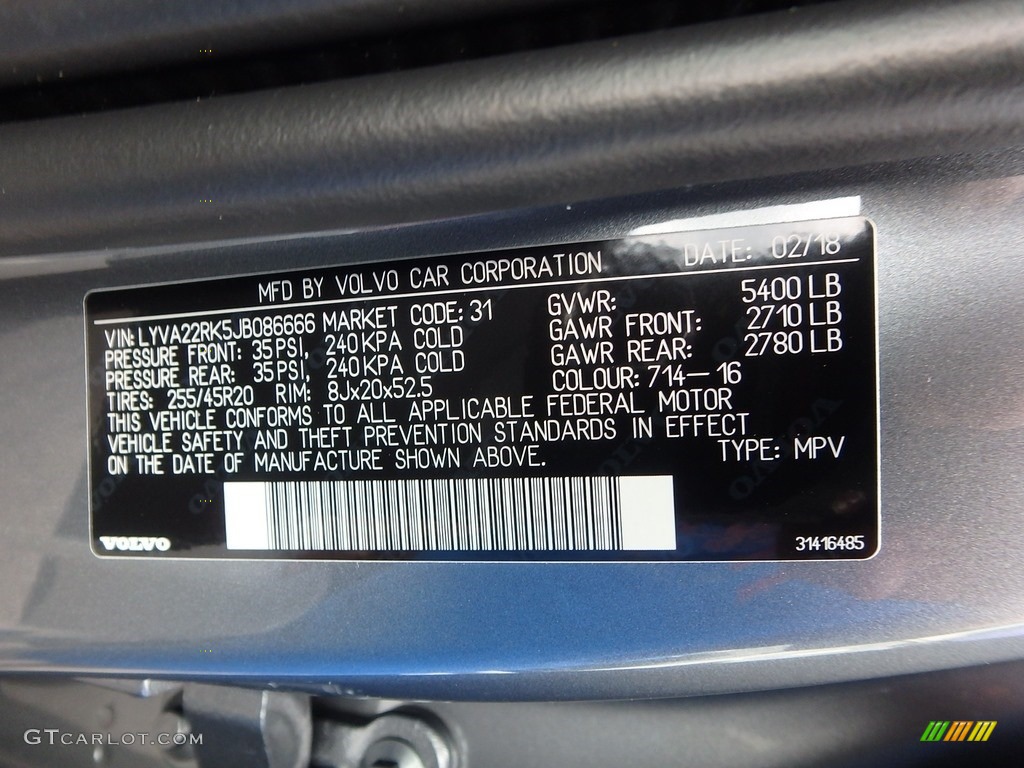 MFD BY VOLVO CAR CORPORATION DATE: 02/18
VIN: LYVA22RK5JB086666 MARKET CODE: 31 GVWR: 5400 LB
PRESSURE FRONT: 35 PSI, 240 KPA COLD GAWR FRONT: 2710 LB
PRESSURE REAR: 35 PSI, 240 KPA COLD GAWR REAR: 2780 LB
TIRES: 255/45R20 RIM: 8Jx20x52.5 COLOUR: 714-16
THIS VEHICLE CONFORMS TO ALL APPLICABLE FEDERAL MOTOR
VEHICLE SAFETY AND THEFT PREVENTION STANDARDS IN EFFECT
ON THE DATE OF MANUFACTURE SHOWN ABOVE. TYPE: MPV
VOLVO 31416485
GTCARLOT.COM